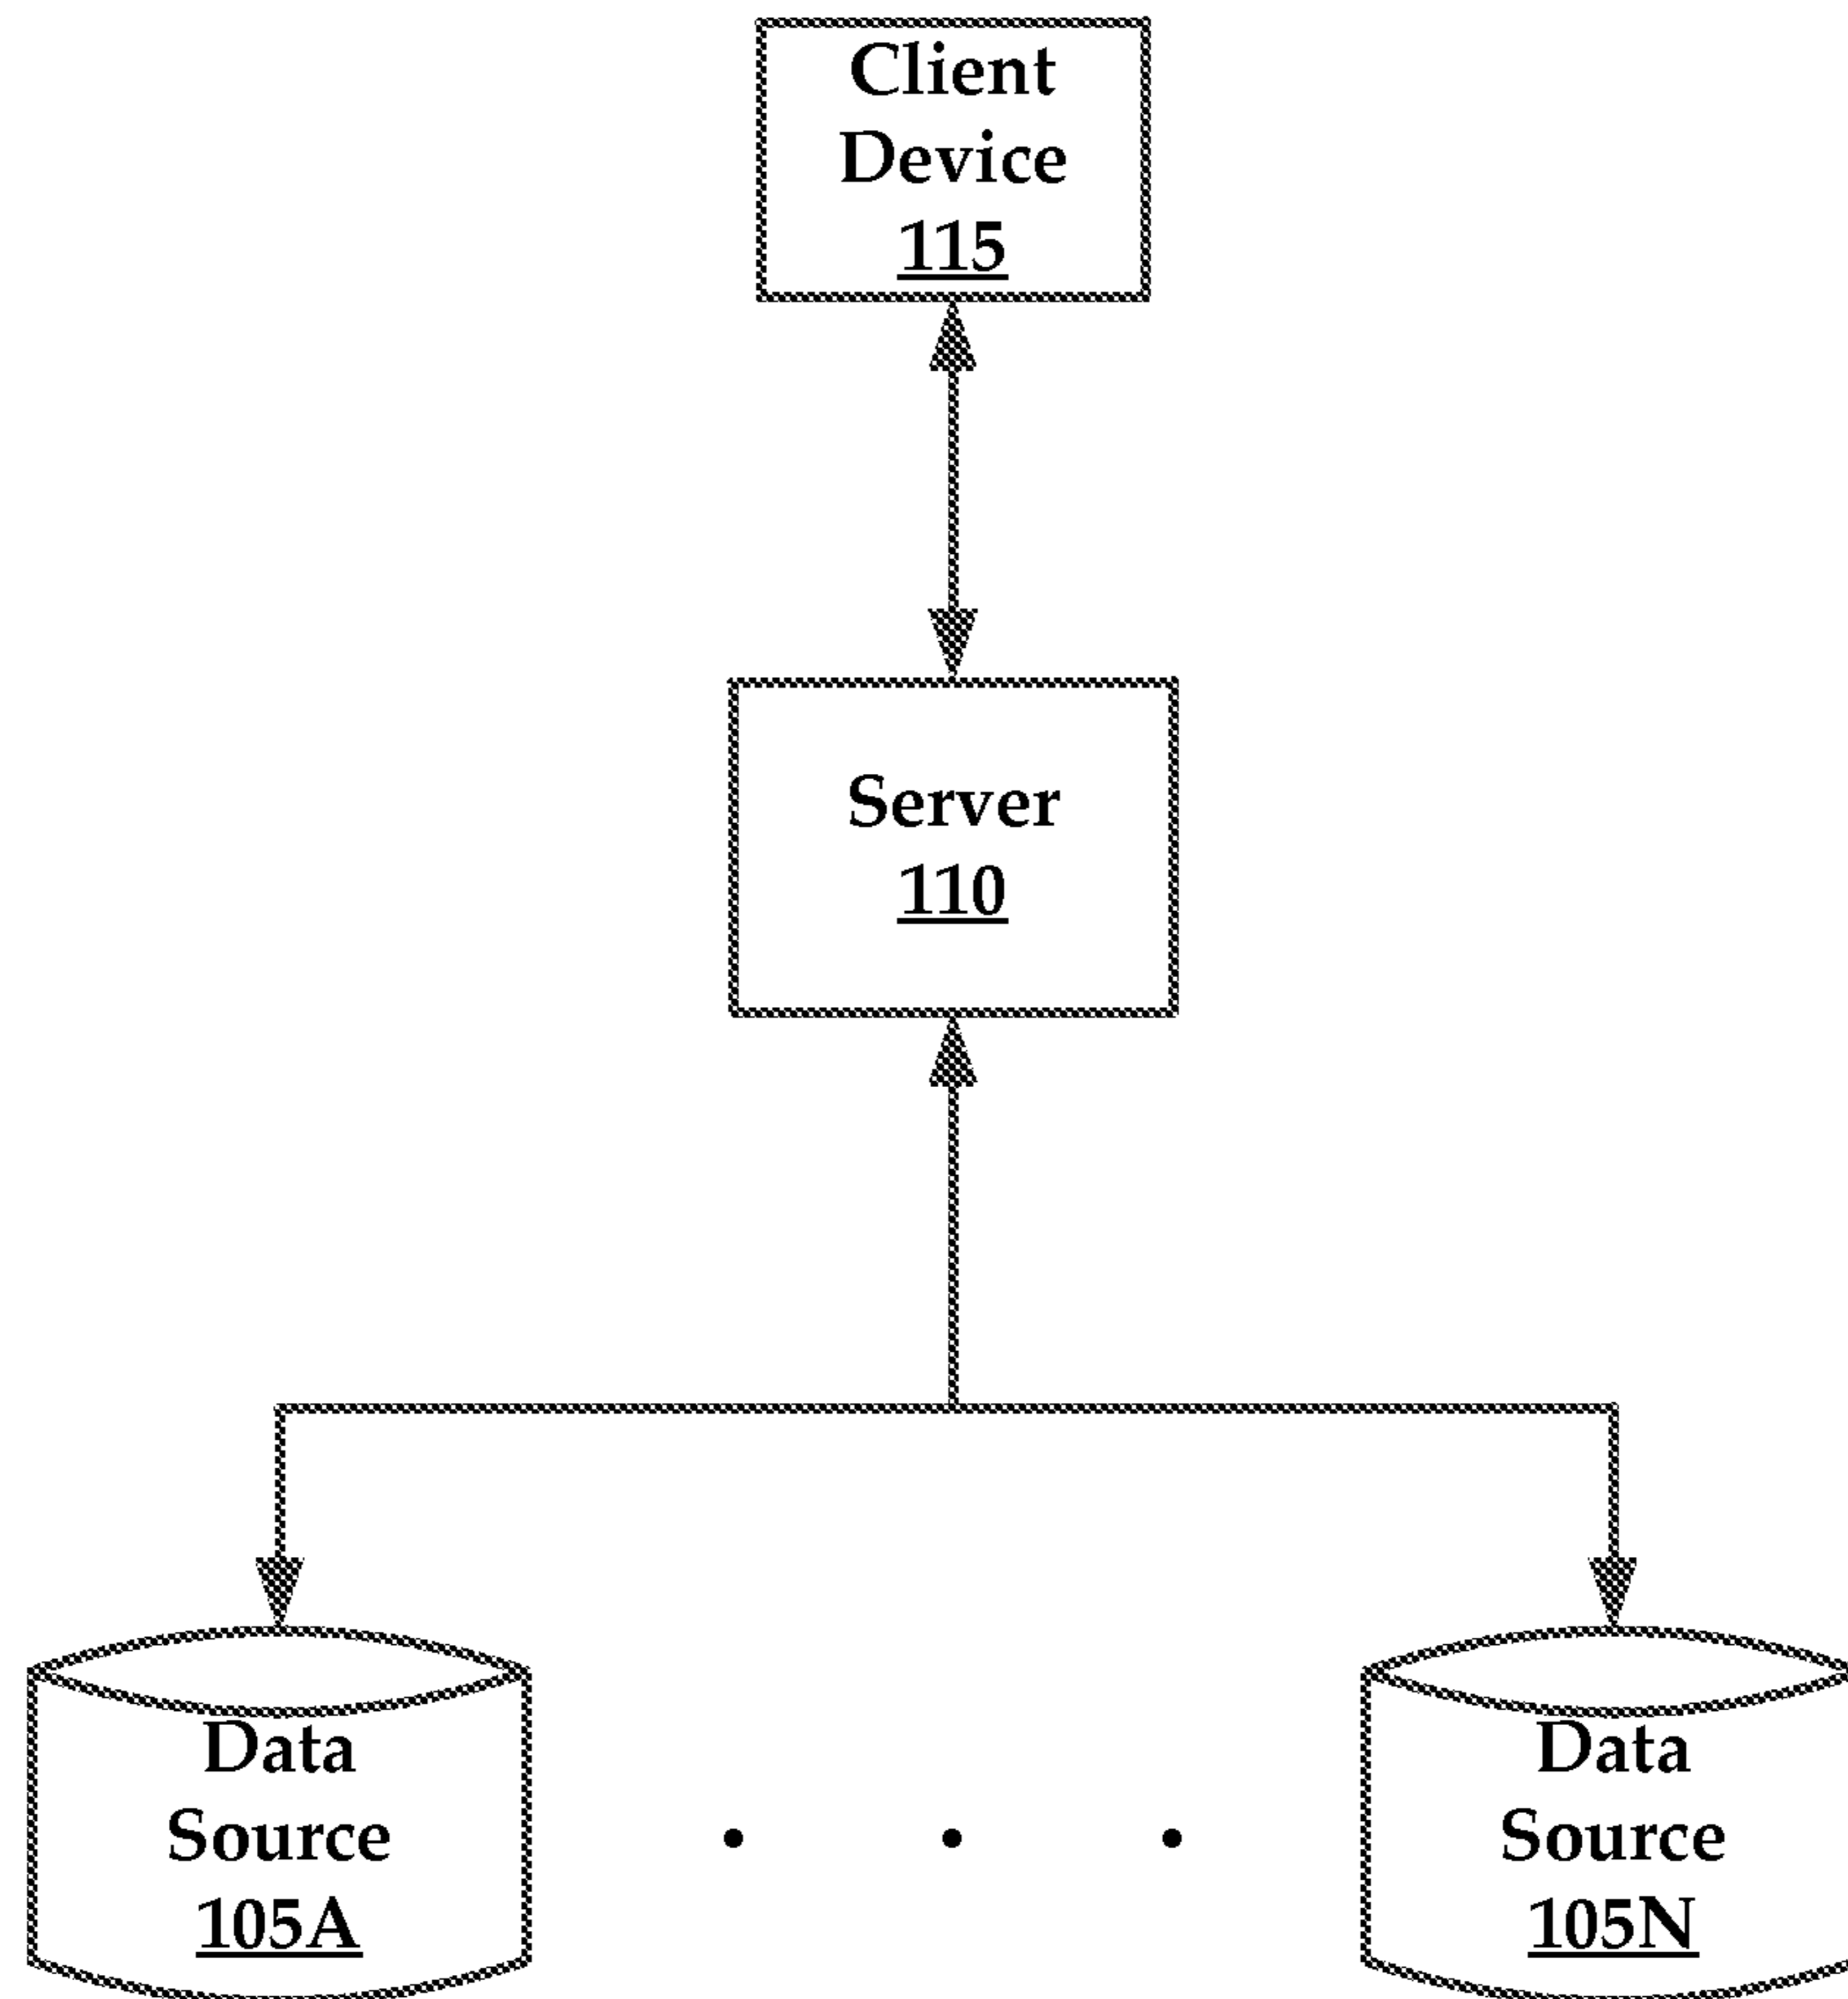 Client
Device
115
Server
110
Data
Source
105A
Data
Source
105N